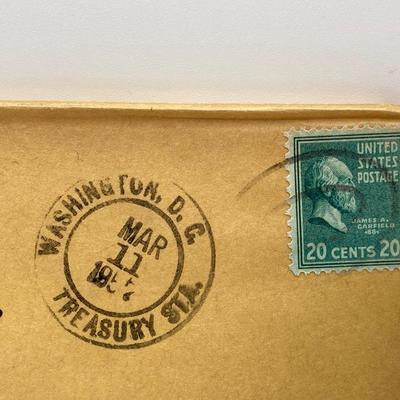 WASHINGTON, D. C.
MAR
11
TREASURY STA.
UNITED
STATES
POSTAGE
JAMES A.
GARFIELD
20 CENTS 20